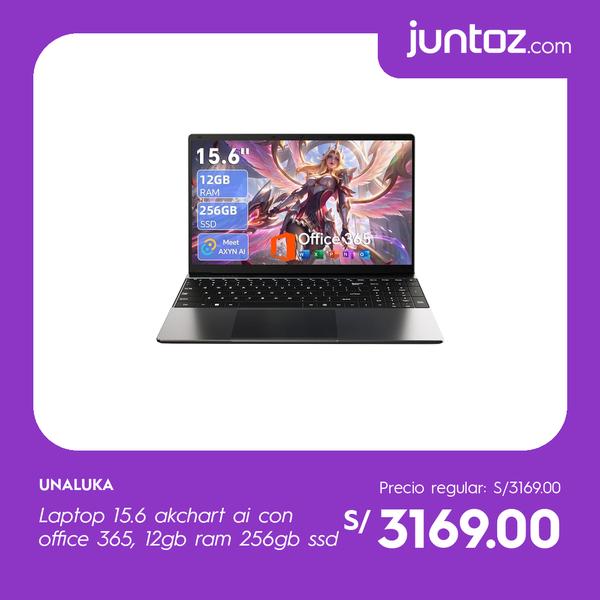 juntoz.com
15.6"
12GB
RAM
256GB
SSD
Meet
AXYN AI
Office 365
W X P N O
UNALUKA
Precio regular: S/3169.00
Laptop 15.6 akchart ai con
office 365, 12gb ram 256gb ssd
S/ 3169.00